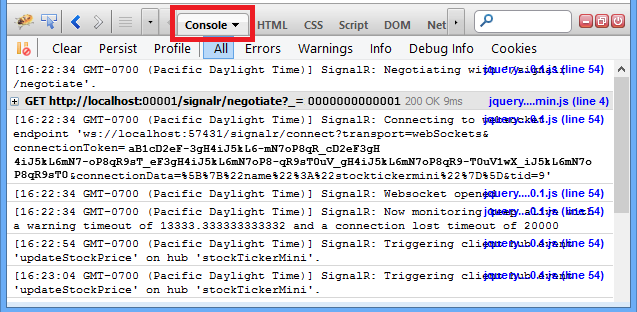 Console HTML CSS Script DOM Net
Clear Persist Profile All Errors Warnings Info Debug Info Cookies
[16:22:34 GMT-0700 (Pacific Daylight Time)] SignalR: Negotiating with jquery....0.1.js (line 54)
/negotiate'.
GET http://localhost:00001/signalr/negotiate?_= 0000000000001 200 OK 9ms jquery....min.js (line 4)
[16:22:34 GMT-0700 (Pacific Daylight Time)] SignalR: Connecting to websocket jquery....0.1.js (line 54)
endpoint 'ws://localhost:57431/signalr/connect?transport=webSockets&
connectionToken=aB1cD2eF-3gH4iJ5kL6-mN7oP8qR_cD2eF3gH
4iJ5kL6mN7-oP8qR9sT_eF3gH4iJ5kL6mN7oP8-qR9sT0uV_gH4iJ5kL6mN7oP8qR9-T0uV1wX_iJ5kL6mN7o
P8qR9sT0&connectionData=%5B%7B%22name%22%3A%22stocktickermini%22%7D%5D&tid=9'
[16:22:34 GMT-0700 (Pacific Daylight Time)] SignalR: Websocket opened jquery....0.1.js (line 54)
[16:22:34 GMT-0700 (Pacific Daylight Time)] SignalR: Now monitoring jquery....0.1.js (line 54)
a warning timeout of 13333.333333333332 and a connection lost timeout of 20000
[16:22:54 GMT-0700 (Pacific Daylight Time)] SignalR: Triggering client hub event jquery....0.1.js (line 54)
'updateStockPrice' on hub 'stockTickerMini'.
[16:23:04 GMT-0700 (Pacific Daylight Time)] SignalR: Triggering client hub event jquery....0.1.js (line 54)
'updateStockPrice' on hub 'stockTickerMini'.